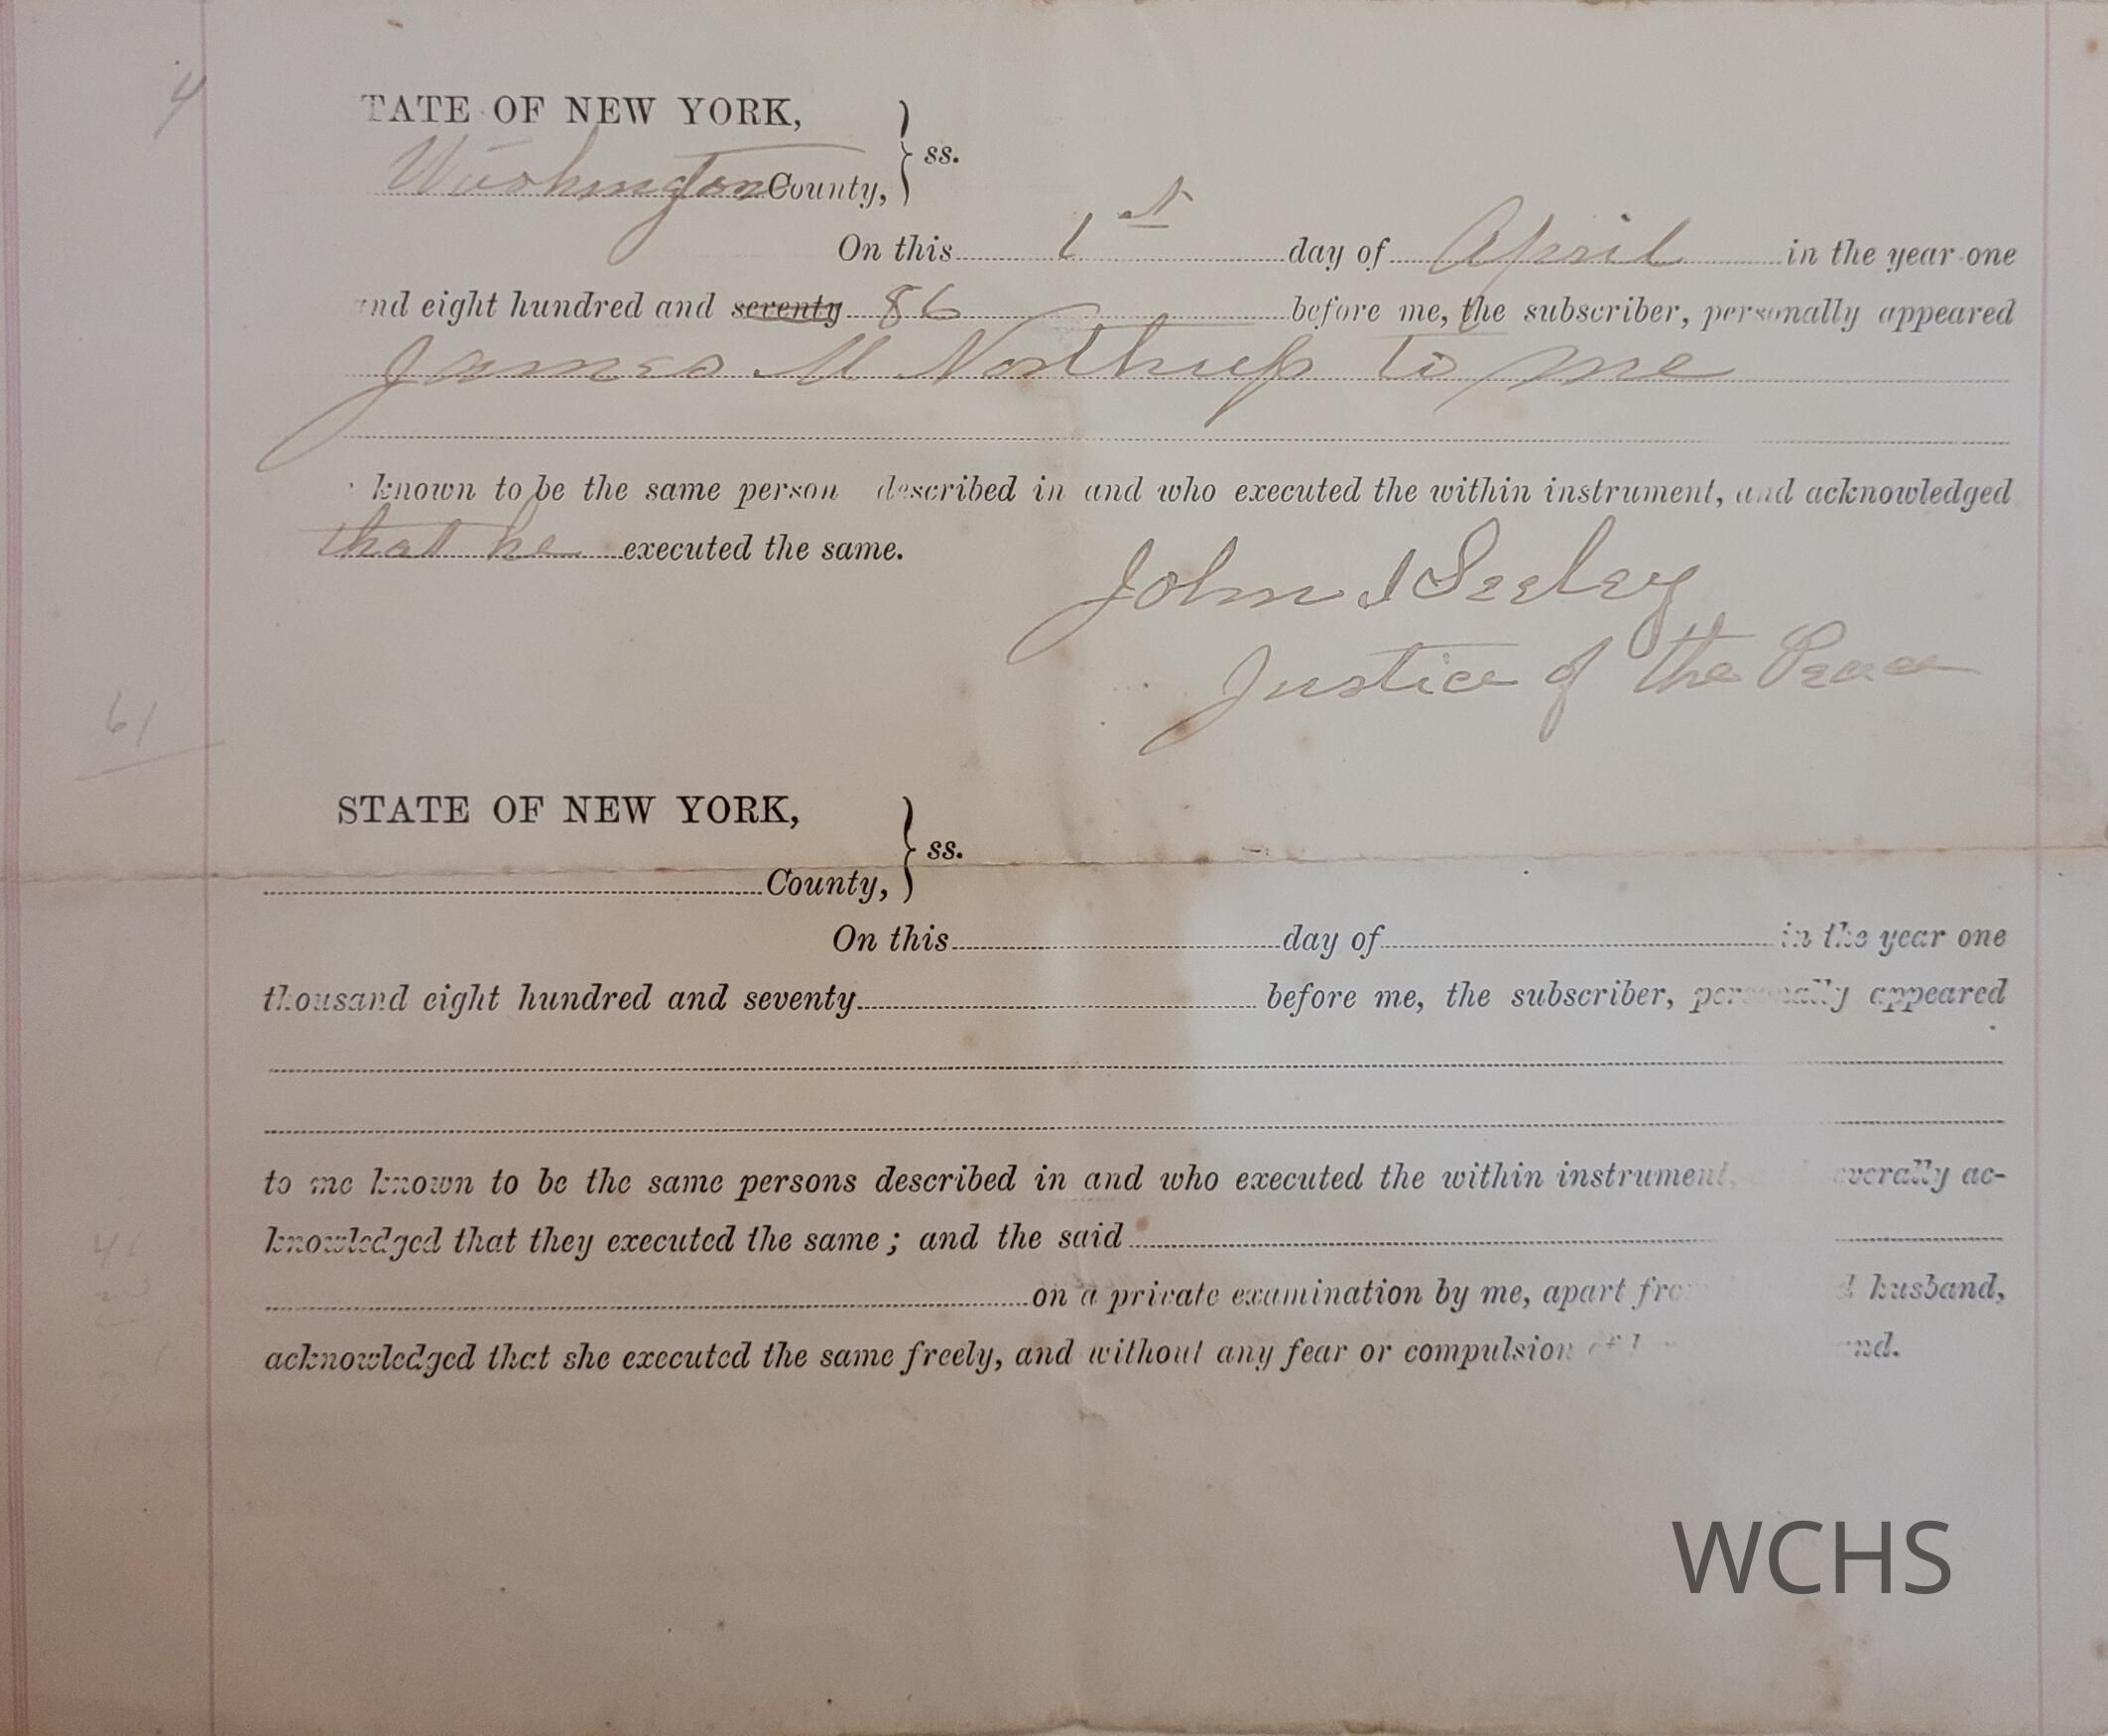 4
TATE OF NEW YORK,
Washington County, } ss.
On this 1st day of April in the year one
nd eight hundred and seventy 86 before me, the subscriber, personally appeared
James M Northup to me
known to be the same person described in and who executed the within instrument, and acknowledged
that he executed the same.
John I Seeley
Justice of the Peace
61
STATE OF NEW YORK,
County, } ss.
On this day of in the year one
thousand eight hundred and seventy before me, the subscriber, personally appeared
to me known to be the same persons described in and who executed the within instrument, verally ac-
knowledged that they executed the same; and the said
on a private examination by me, apart fro husband,
acknowledged that she executed the same freely, and without any fear or compulsion of nd.
WCHS